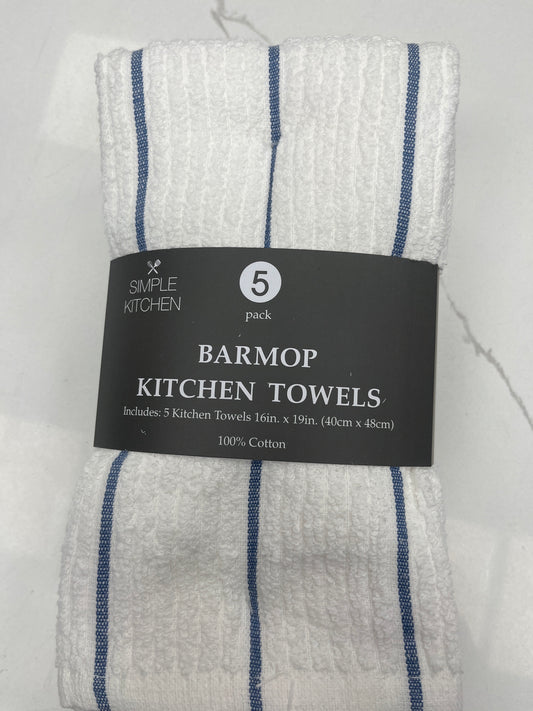 SIMPLE
KITCHEN
5
pack
BARMOP
KITCHEN TOWELS
Includes: 5 Kitchen Towels 16in. x 19in. (40cm x 48cm)
100% Cotton